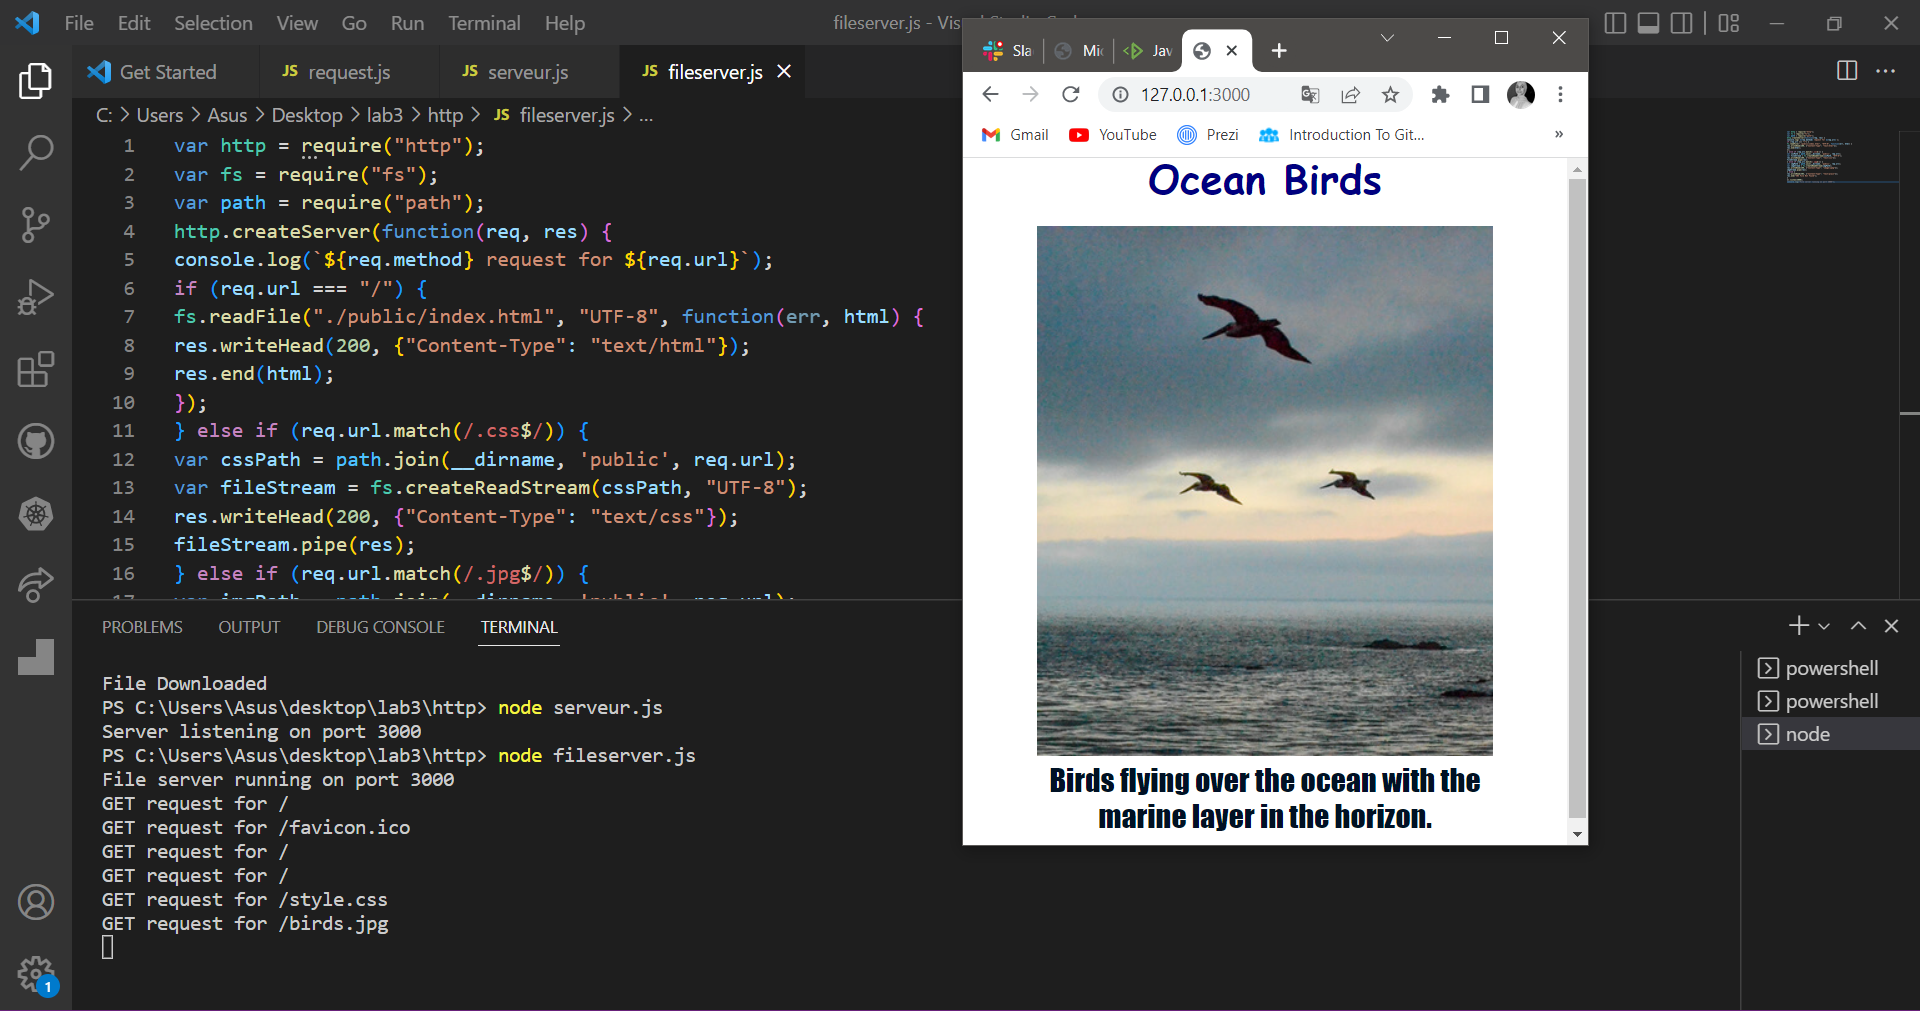 File Edit Selection View Go Run Terminal Help
fileserver.js - Vis
Get Started
JS request.js
JS serveur.js
JS fileserver.js
C: > Users > Asus > Desktop > lab3 > http > JS fileserver.js > ...
1 var http = require("http");
2 var fs = require("fs");
3 var path = require("path");
4 http.createServer(function(req, res) {
5 console.log(`${req.method} request for ${req.url}`);
6 if (req.url === "/") {
7 fs.readFile("./public/index.html", "UTF-8", function(err, html) {
8 res.writeHead(200, {"Content-Type": "text/html"});
9 res.end(html);
10 });
11 } else if (req.url.match(/.css$/)) {
12 var cssPath = path.join(__dirname, 'public', req.url);
13 var fileStream = fs.createReadStream(cssPath, "UTF-8");
14 res.writeHead(200, {"Content-Type": "text/css"});
15 fileStream.pipe(res);
16 } else if (req.url.match(/.jpg$/)) {
PROBLEMS OUTPUT DEBUG CONSOLE TERMINAL
File Downloaded
PS C:\Users\Asus\desktop\lab3\http> node serveur.js
Server listening on port 3000
PS C:\Users\Asus\desktop\lab3\http> node fileserver.js
File server running on port 3000
GET request for /
GET request for /favicon.ico
GET request for /
GET request for /
GET request for /style.css
GET request for /birds.jpg
1
powershell
powershell
node
Sla
Mi
Jav
127.0.0.1:3000
Gmail YouTube Prezi Introduction To Git... »
Ocean Birds
Birds flying over the ocean with the
marine layer in the horizon.